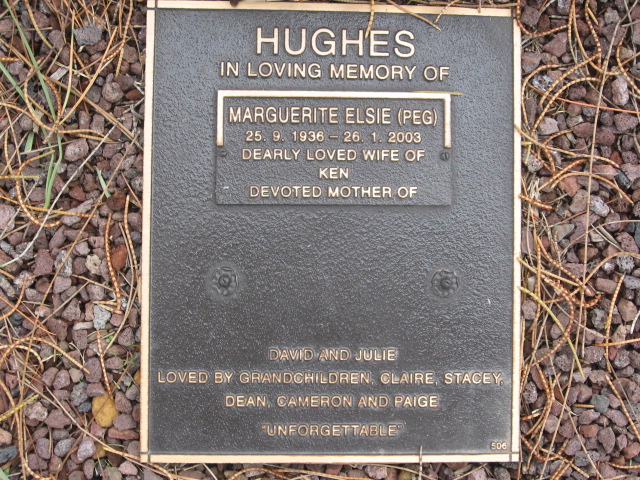 HUGHES
IN LOVING MEMORY OF
MARGUERITE ELSIE (PEG)
25. 9. 1936 - 26. 1. 2003
DEARLY LOVED WIFE OF
KEN
DEVOTED MOTHER OF
DAVID AND JULIE
LOVED BY GRANDCHILDREN, CLAIRE, STACEY,
DEAN, CAMERON AND PAIGE
"UNFORGETTABLE"
506